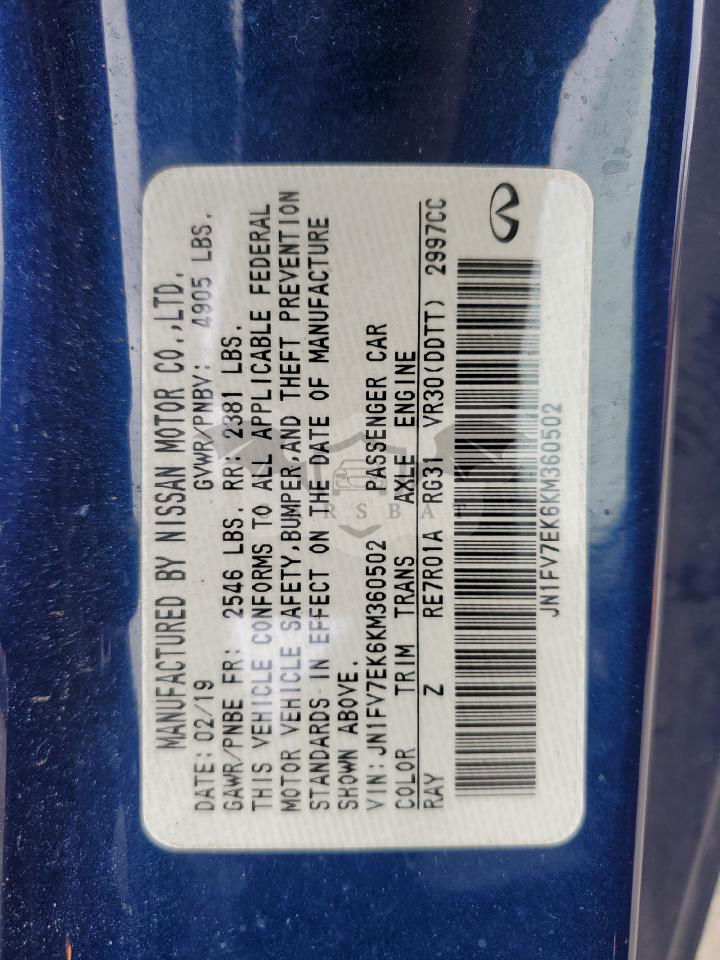 MANUFACTURED BY NISSAN MOTOR CO.,LTD.
DATE: 02/19 GVWR/PNBV: 4905 LBS.
GAWR/PNBE FR: 2546 LBS. RR: 2381 LBS.
THIS VEHICLE CONFORMS TO ALL APPLICABLE FEDERAL
MOTOR VEHICLE SAFETY,BUMPER,AND THEFT PREVENTION
STANDARDS IN EFFECT ON THE DATE OF MANUFACTURE
SHOWN ABOVE.
VIN: JN1FV7EK6KM360502 PASSENGER CAR
COLOR TRIM TRANS AXLE ENGINE
RAY Z RE7R01A RG31 VR30(DDTT) 2997CC
JN1FV7EK6KM360502